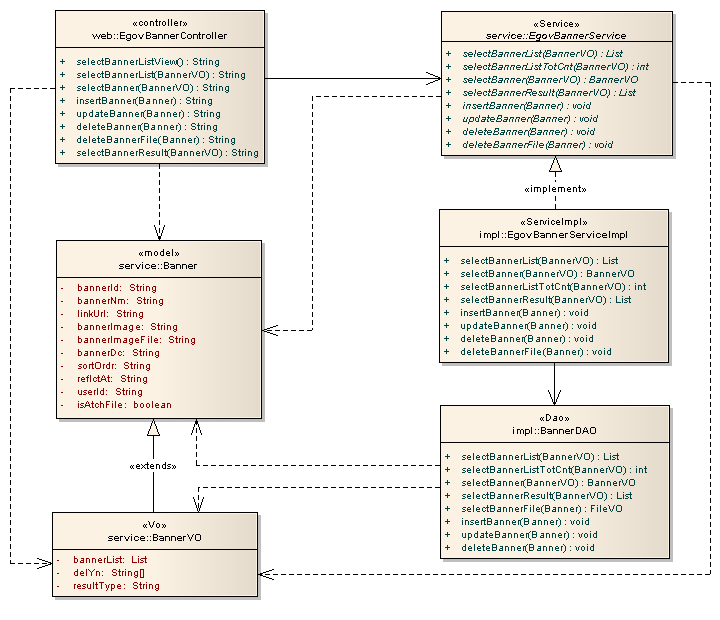 «controller»
web::EgovBannerController
+ selectBannerListView() : String
+ selectBannerList(BannerVO) : String
+ selectBanner(BannerVO) : String
+ insertBanner(Banner) : String
+ updateBanner(Banner) : String
+ deleteBanner(Banner) : String
+ deleteBannerFile(Banner) : String
+ selectBannerResult(BannerVO) : String
«Service»
service::EgovBannerService
+ selectBannerList(BannerVO) : List
+ selectBannerListTotCnt(BannerVO) : int
+ selectBanner(BannerVO) : BannerVO
+ selectBannerResult(BannerVO) : List
+ insertBanner(Banner) : void
+ updateBanner(Banner) : void
+ deleteBanner(Banner) : void
+ deleteBannerFile(Banner) : void
«implement»
«ServiceImpl»
impl::EgovBannerServiceImpl
+ selectBannerList(BannerVO) : List
+ selectBanner(BannerVO) : BannerVO
+ selectBannerListTotCnt(BannerVO) : int
+ selectBannerResult(BannerVO) : List
+ insertBanner(Banner) : void
+ updateBanner(Banner) : void
+ deleteBanner(Banner) : void
+ deleteBannerFile(Banner) : void
«model»
service::Banner
- bannerId: String
- bannerNm: String
- linkUrl: String
- bannerImage: String
- bannerImageFile: String
- bannerDc: String
- sortOrdr: String
- reflctAt: String
- userId: String
- isAtchFile: boolean
«extends»
«Dao»
impl::BannerDAO
+ selectBannerList(BannerVO) : List
+ selectBannerListTotCnt(BannerVO) : int
+ selectBanner(BannerVO) : BannerVO
+ selectBannerResult(BannerVO) : List
+ selectBannerFile(Banner) : FileVO
+ insertBanner(Banner) : void
+ updateBanner(Banner) : void
+ deleteBanner(Banner) : void
«Vo»
service::BannerVO
- bannerList: List
- delYn: String[]
- resultType: String